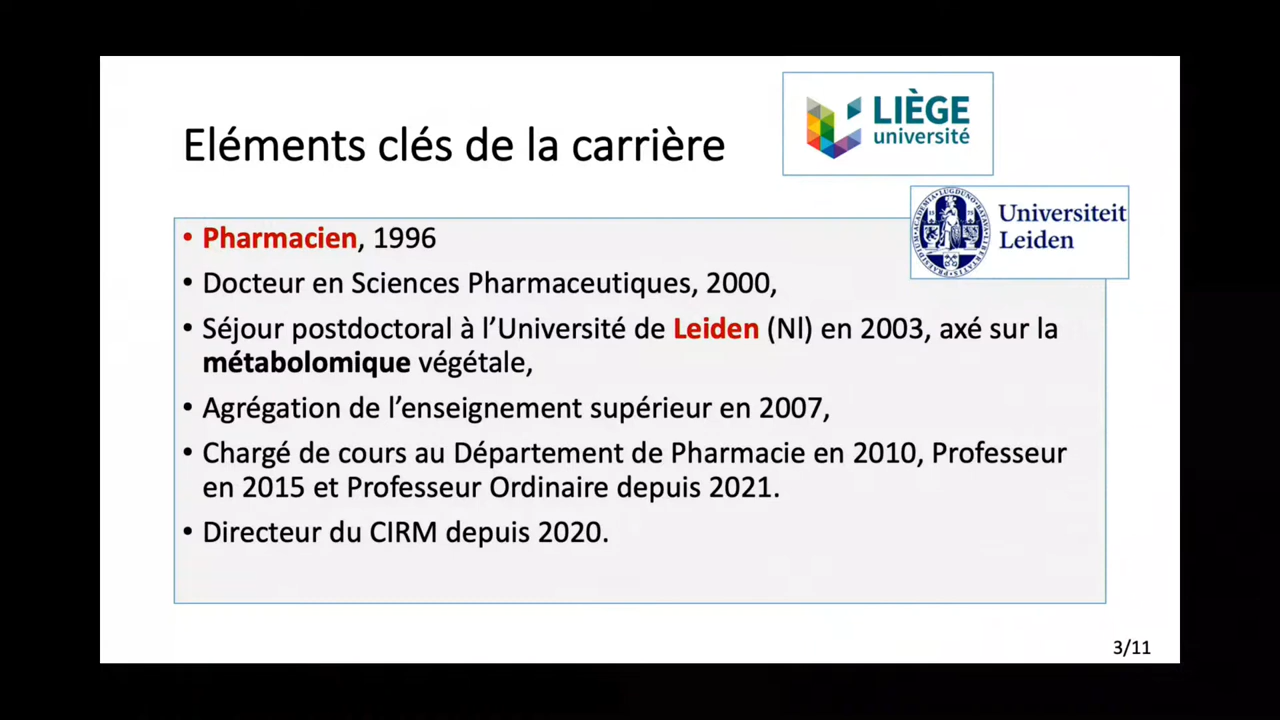 Eléments clés de la carrière
LIÈGE
université
Universiteit
Leiden
• Pharmacien, 1996
• Docteur en Sciences Pharmaceutiques, 2000,
• Séjour postdoctoral à l’Université de Leiden (Nl) en 2003, axé sur la
métabolomique végétale,
• Agrégation de l’enseignement supérieur en 2007,
• Chargé de cours au Département de Pharmacie en 2010, Professeur
en 2015 et Professeur Ordinaire depuis 2021.
• Directeur du CIRM depuis 2020.
3/11